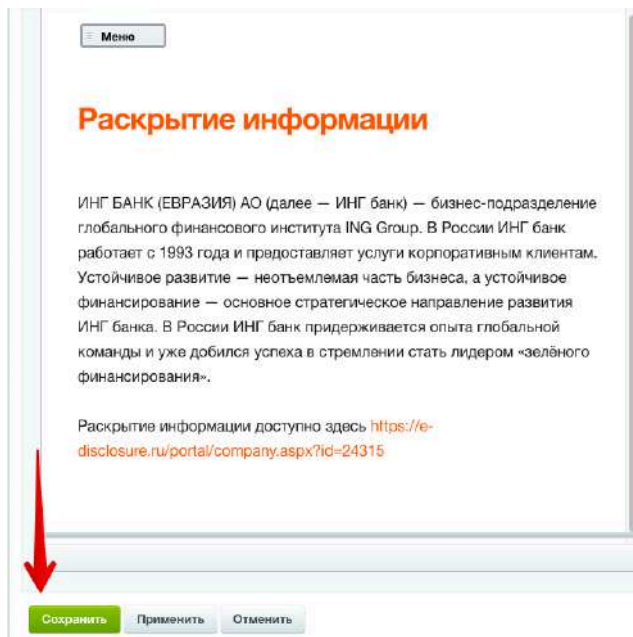 Меню
Раскрытие информации
ИНГ БАНК (ЕВРАЗИЯ) АО (далее — ИНГ банк) — бизнес-подразделение
глобального финансового института ING Group. В России ИНГ банк
работает с 1993 года и предоставляет услуги корпоративным клиентам.
Устойчивое развитие — неотъемлемая часть бизнеса, а устойчивое
финансирование — основное стратегическое направление развития
ИНГ банка. В России ИНГ банк придерживается опыта глобальной
команды и уже добился успеха в стремлении стать лидером «зелёного
финансирования».
Раскрытие информации доступно здесь https://e-
disclosure.ru/portal/company.aspx?id=24315
Сохранить Применить Отменить